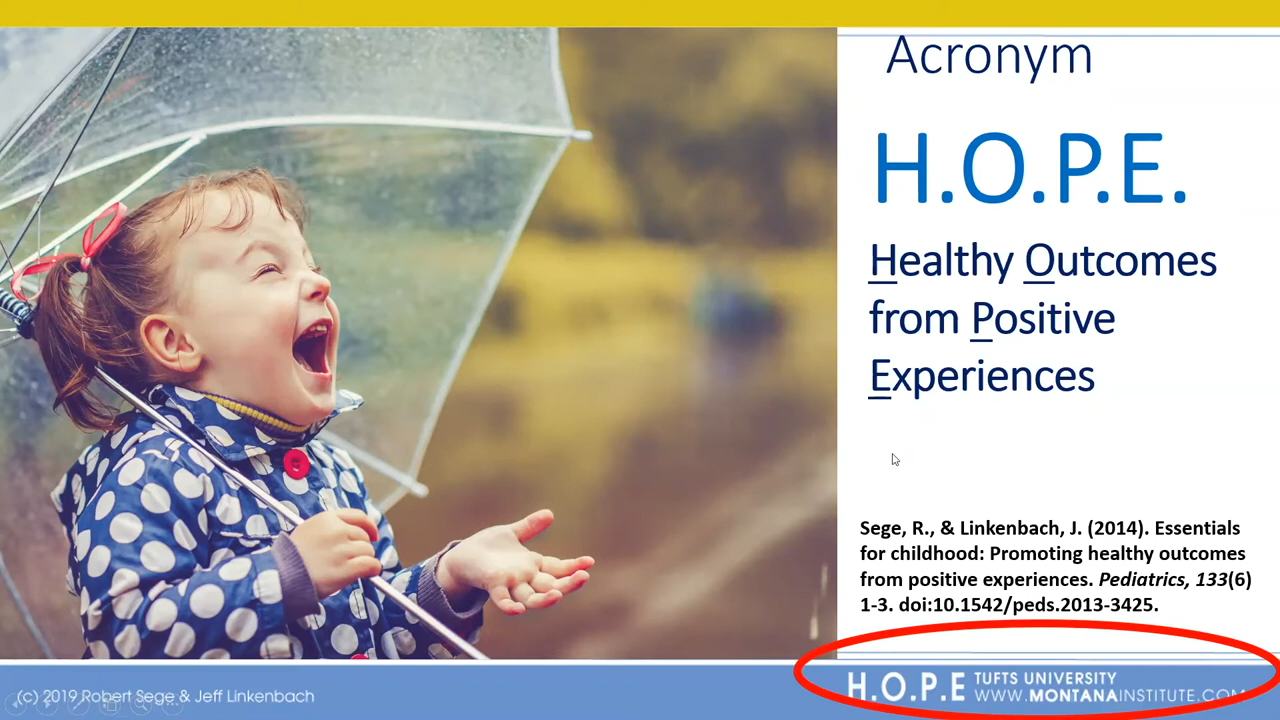 Acronym
H.O.P.E.
Healthy Outcomes
from Positive
Experiences
Sege, R., & Linkenbach, J. (2014). Essentials
for childhood: Promoting healthy outcomes
from positive experiences. Pediatrics, 133(6)
1-3. doi:10.1542/peds.2013-3425.
(c) 2019 Robert Sege & Jeff Linkenbach
H.O.P.E TUFTS UNIVERSITY
WWW.MONTANAINSTITUTE.COM